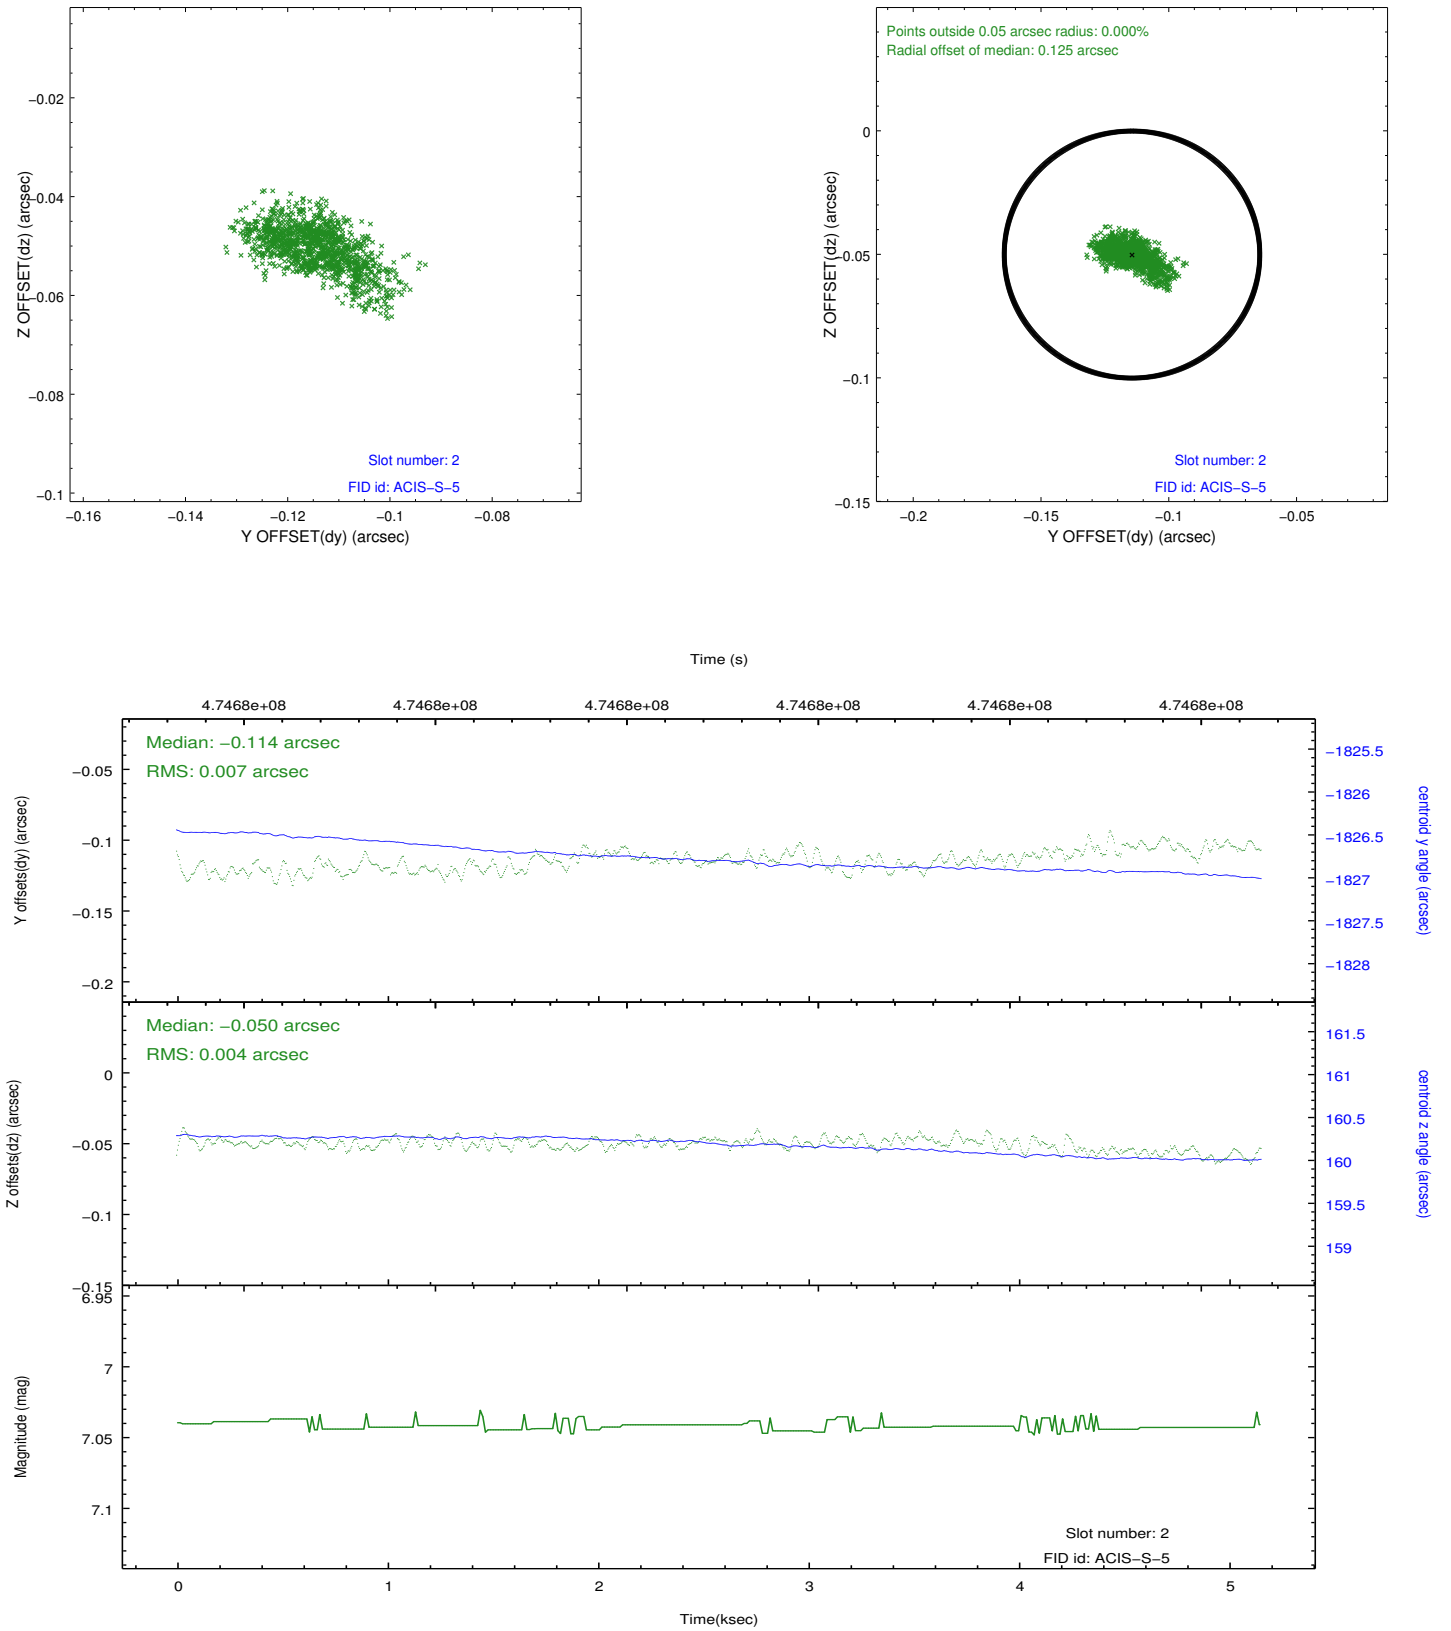 −0.02
−0.04
−0.06
−0.08
−0.1
Z OFFSET(dz) (arcsec)
Slot number: 2
FID id: ACIS−S−5
−0.16
−0.14
−0.12
−0.1
−0.08
Y OFFSET(dy) (arcsec)
Points outside 0.05 arcsec radius: 0.000%
Radial offset of median: 0.125 arcsec
0
−0.05
−0.1
−0.15
Z OFFSET(dz) (arcsec)
Slot number: 2
FID id: ACIS−S−5
−0.2
−0.15
−0.1
−0.05
Y OFFSET(dy) (arcsec)
Time (s)
4.7468e+08
4.7468e+08
4.7468e+08
4.7468e+08
4.7468e+08
4.7468e+08
Median: −0.114 arcsec
RMS: 0.007 arcsec
−0.05
−0.1
−0.15
−0.2
Y offsets(dy) (arcsec)
−1825.5
−1826
−1826.5
−1827
−1827.5
−1828
centroid y angle (arcsec)
Median: −0.050 arcsec
RMS: 0.004 arcsec
0
−0.05
−0.1
−0.15
Z offsets(dz) (arcsec)
161.5
161
160.5
160
159.5
159
centroid z angle (arcsec)
6.95
7
7.05
7.1
Magnitude (mag)
Slot number: 2
FID id: ACIS−S−5
0
1
2
3
4
5
Time(ksec)